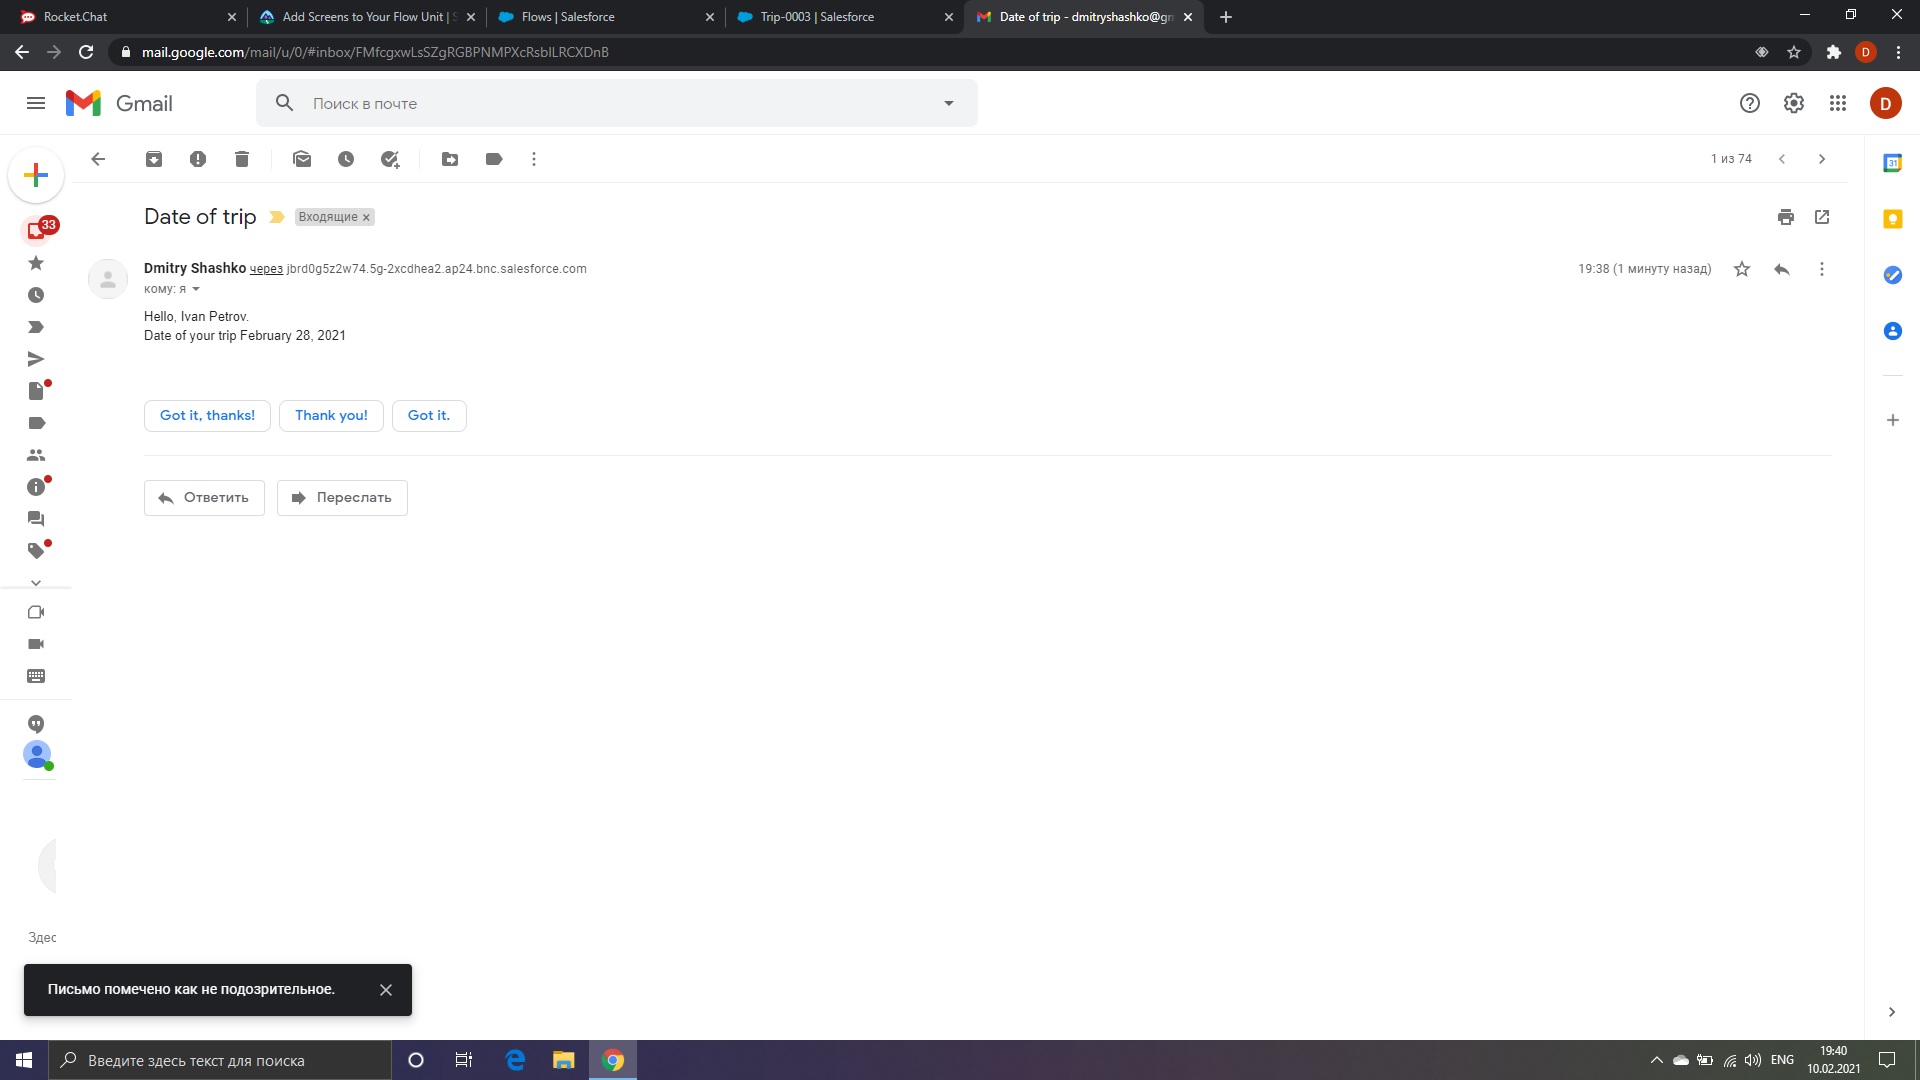 Rocket.Chat
Add Screens to Your Flow Unit | S
Flows | Salesforce
Trip-0003 | Salesforce
Date of trip - dmitryshashko@gm
mail.google.com/mail/u/0/#inbox/FMfcgxwLsSZgRGBPNMPXcRsbILRCXDnB
D
Gmail
Поиск в почте
D
1 из 74
31
33
Date of trip
Входящие ×
Dmitry Shashko через jbrd0g5z2w74.5g-2xcdhea2.ap24.bnc.salesforce.com
19:38 (1 минуту назад)
кому: я
Hello, Ivan Petrov.
Date of your trip February 28, 2021
Got it, thanks!
Thank you!
Got it.
Ответить
Переслать
Здес
Письмо помечено как не подозрительное.
Введите здесь текст для поиска
ENG
19:40
10.02.2021